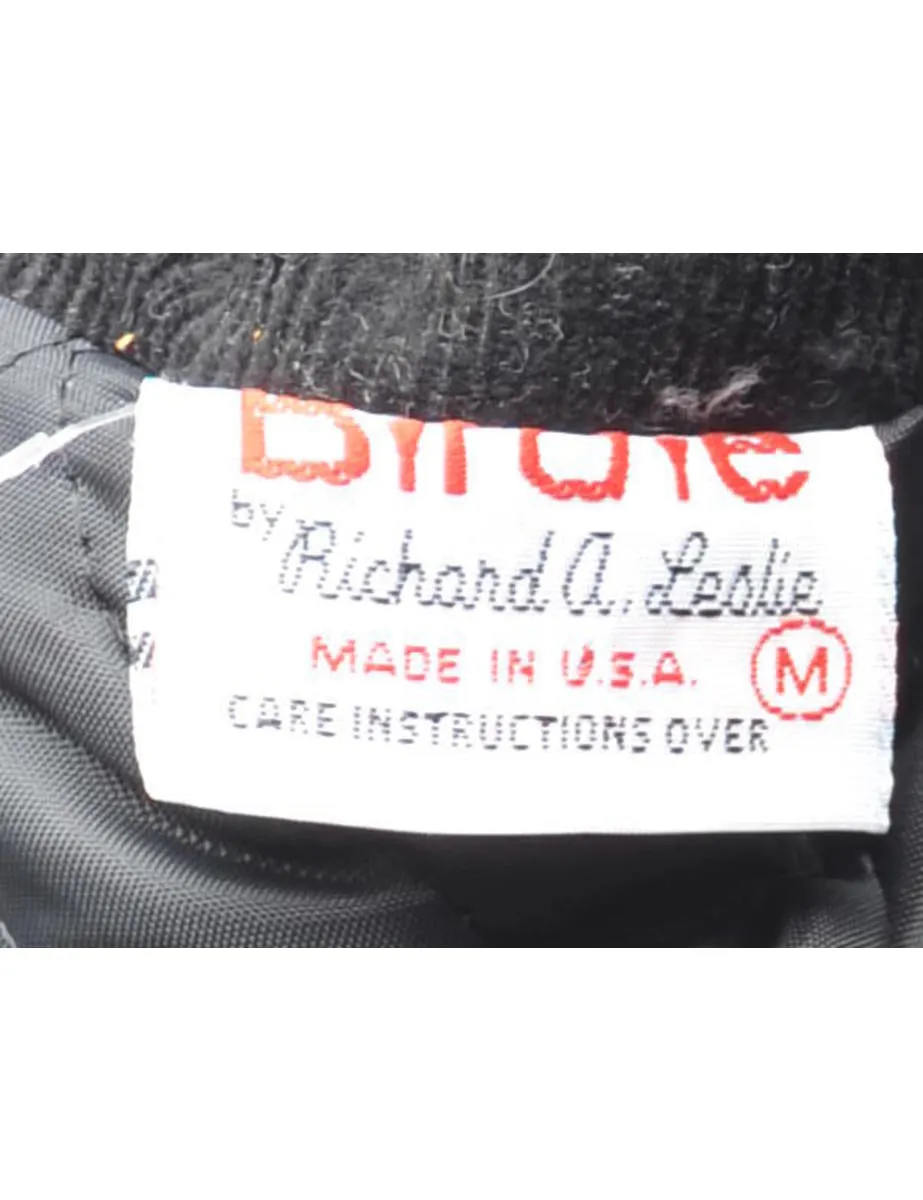 Birdie
by Richard A. Leslie
MADE IN U.S.A. M
CARE INSTRUCTIONS OVER